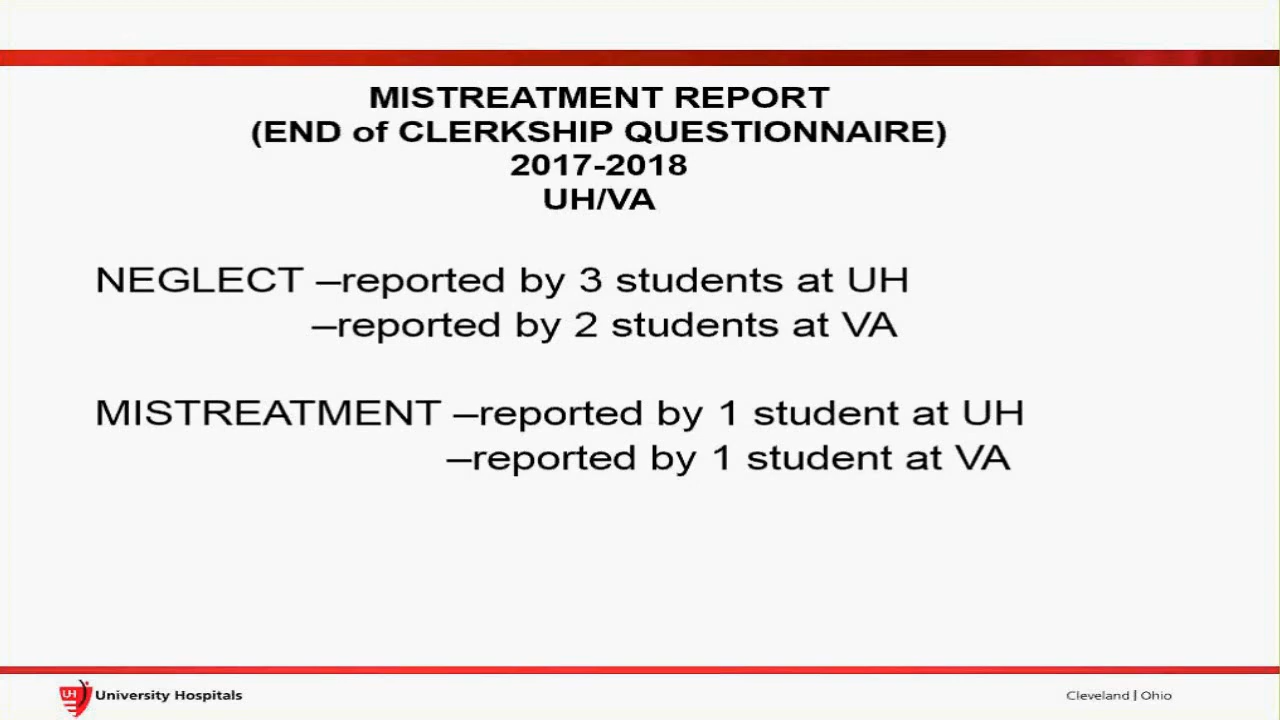 MISTREATMENT REPORT
(END of CLERKSHIP QUESTIONNAIRE)
2017-2018
UH/VA
NEGLECT –reported by 3 students at UH
–reported by 2 students at VA
MISTREATMENT –reported by 1 student at UH
–reported by 1 student at VA
UH University Hospitals
Cleveland | Ohio